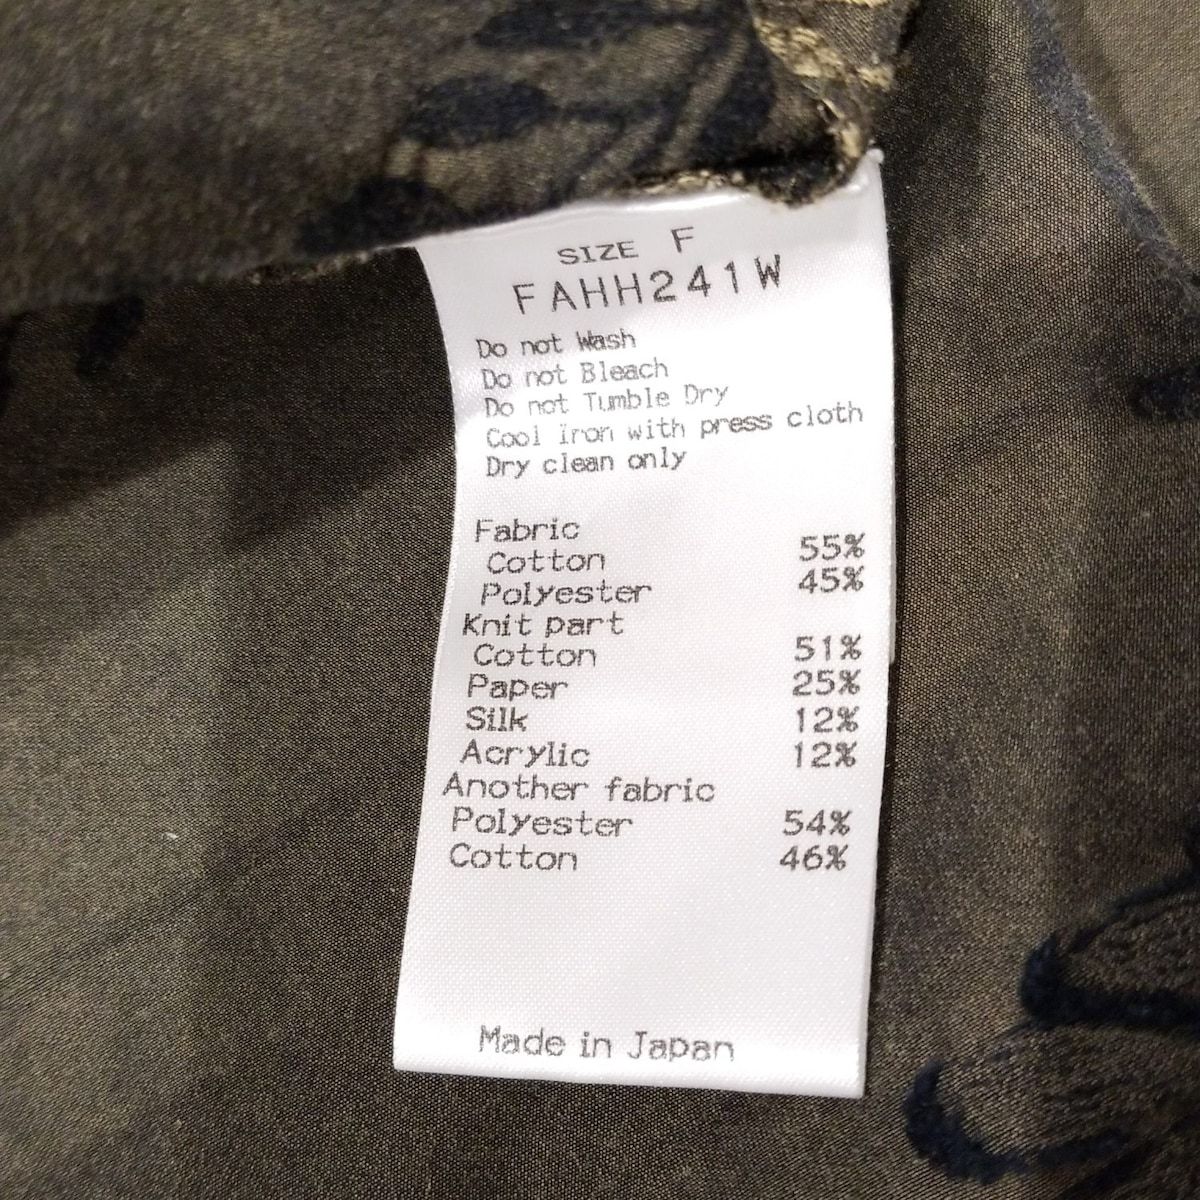 SIZE F
FAHH241W
Do not Wash
Do not Bleach
Do not Tumble Dry
Cool iron with press cloth
Dry clean only
Fabric
Cotton 55%
Polyester 45%
Knit part
Cotton 51%
Paper 25%
Silk 12%
Acrylic 12%
Another fabric
Polyester 54%
Cotton 46%
Made in Japan